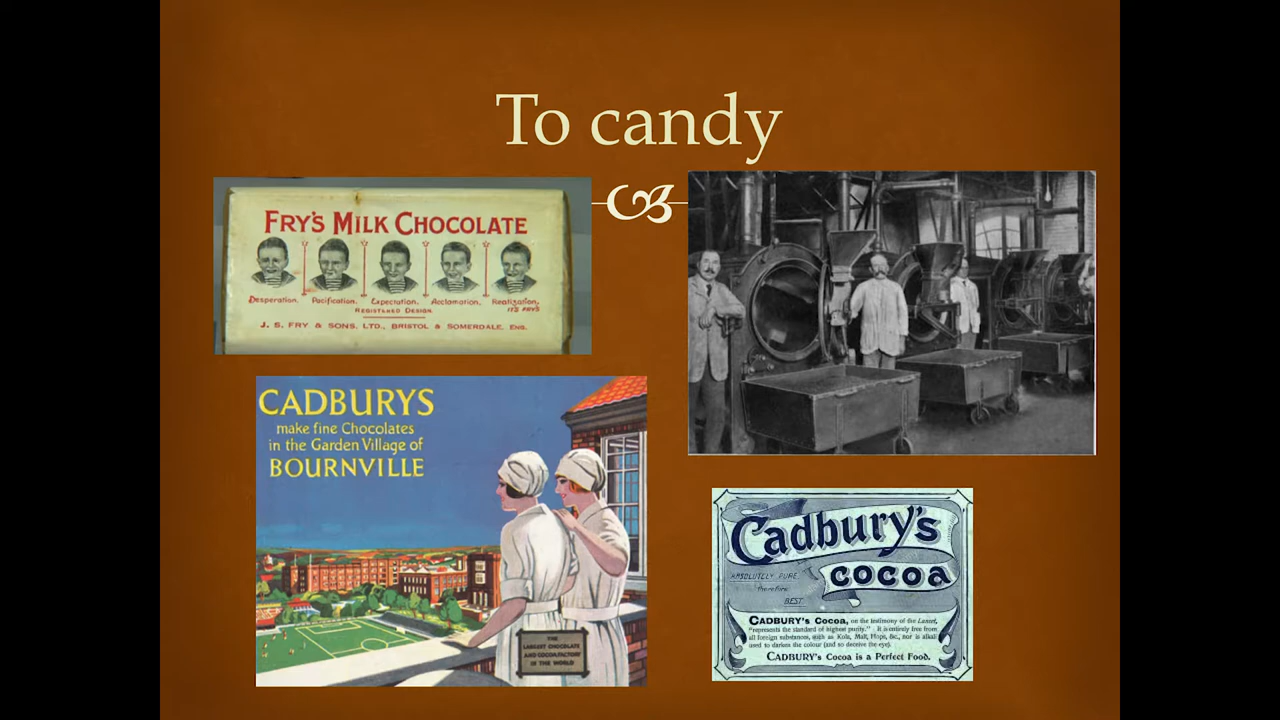 To candy
FRY'S MILK CHOCOLATE
Desperation. Pacification. Expectation. Acclamation. Realization,
IT'S FRY'S
REGISTERED DESIGN
J. S. FRY & SONS. LTD., BRISTOL & SOMERDALE, ENG.
CADBURYS
make fine Chocolates
in the Garden Village of
BOURNVILLE
THE
LARGEST CHOCOLATE
AND COCOA FACTORY
IN THE WORLD
Cadbury's
COCOA
ABSOLUTELY PURE
therefore
BEST.
CADBURY's Cocoa, on the testimony of the Lancet,
"represents the standard of highest purity." It is entirely free from
all foreign substances, such as Kola, Malt, Hops, &c., nor is alkali
used to darken the colour (and so deceive the eye).
CADBURY's Cocoa is a Perfect Food.